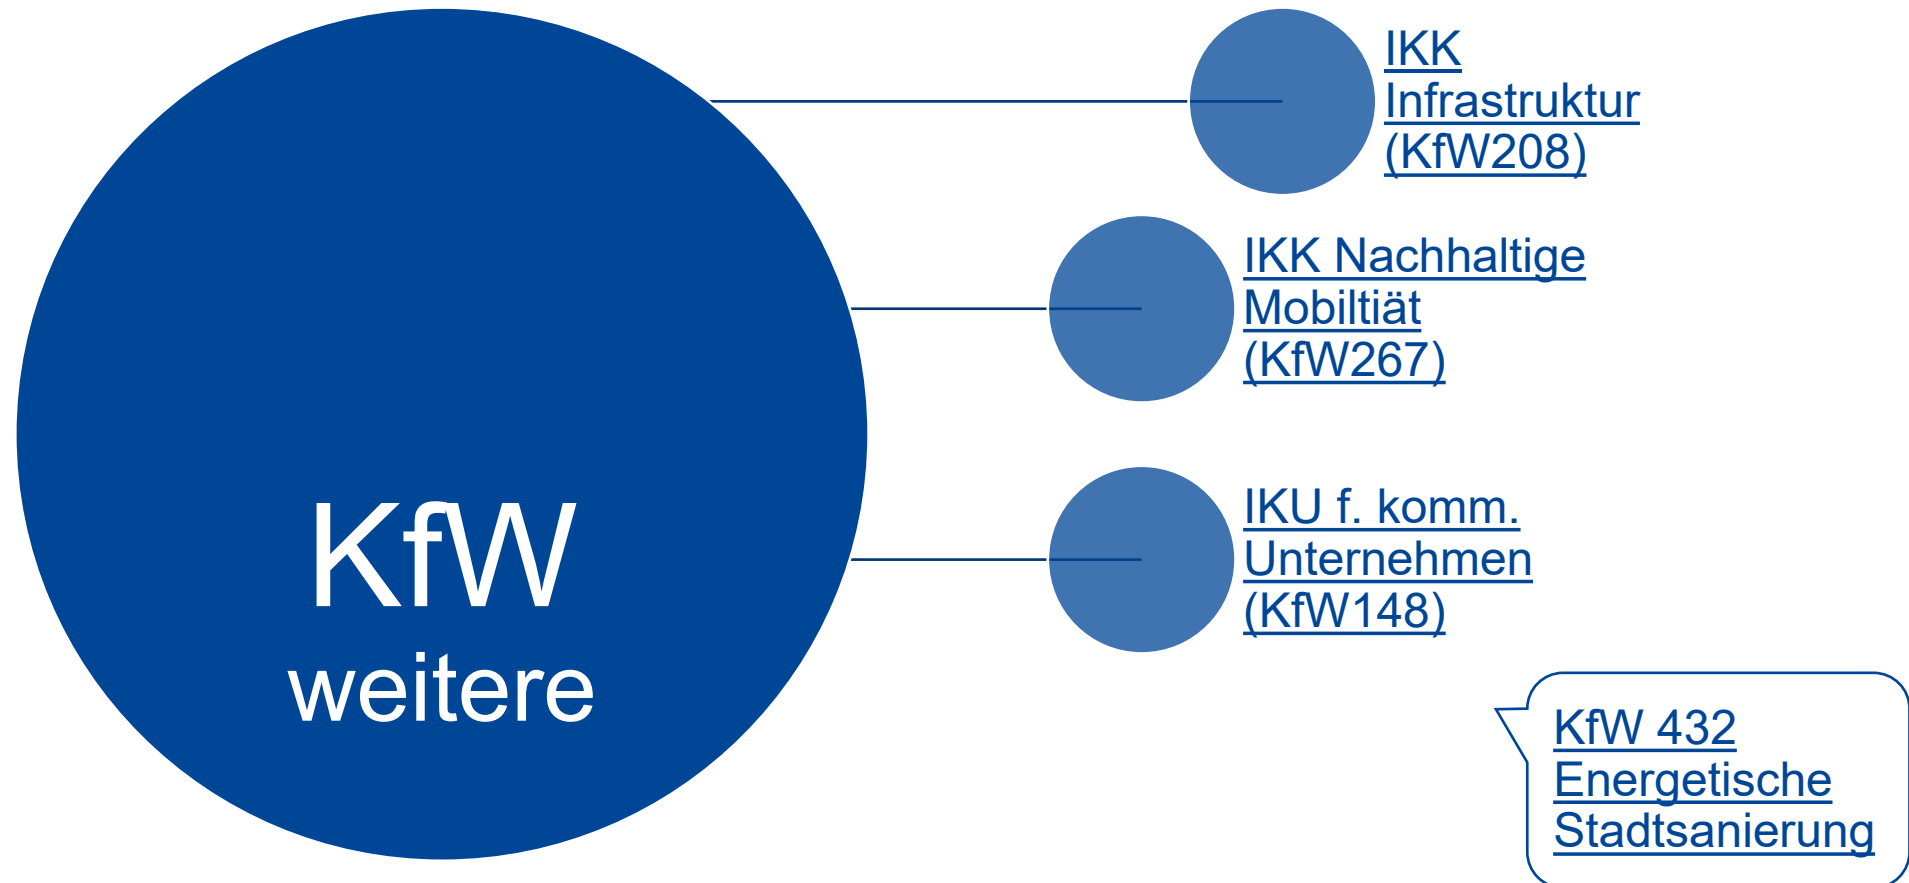 KfW
weitere
IKK
Infrastruktur
(KfW208)
IKK Nachhaltige
Mobiltiät
(KfW267)
IKU f. komm.
Unternehmen
(KfW148)
KfW 432
Energetische
Stadtsanierung